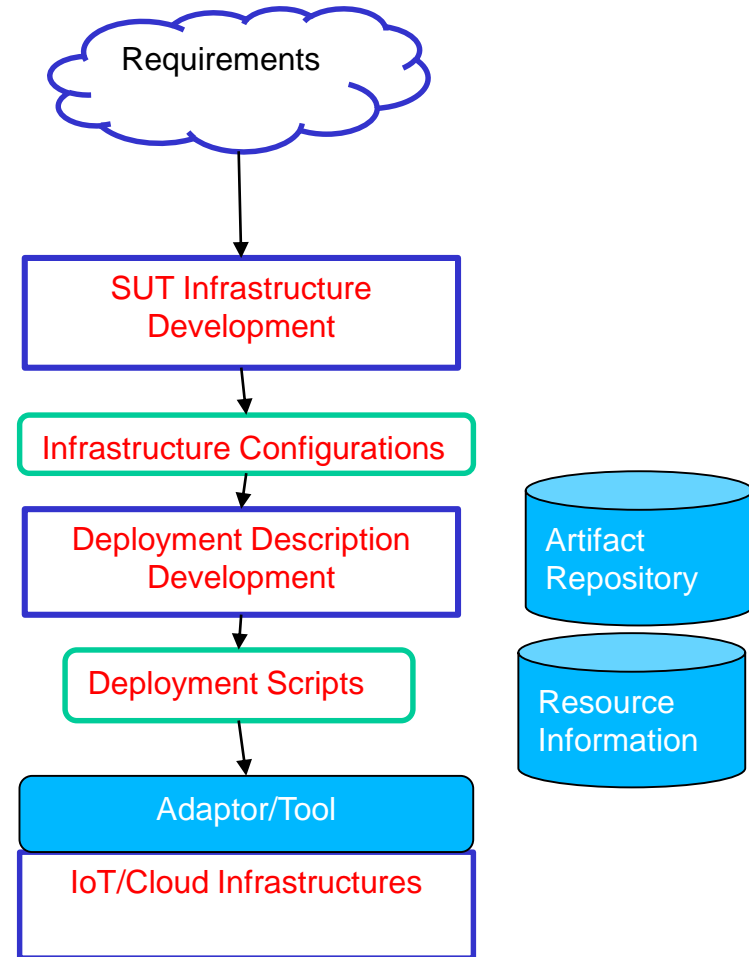 Requirements
SUT Infrastructure
Development
Infrastructure Configurations
Deployment Description
Development
Artifact
Repository
Deployment Scripts
Resource
Information
Adaptor/Tool
IoT/Cloud Infrastructures